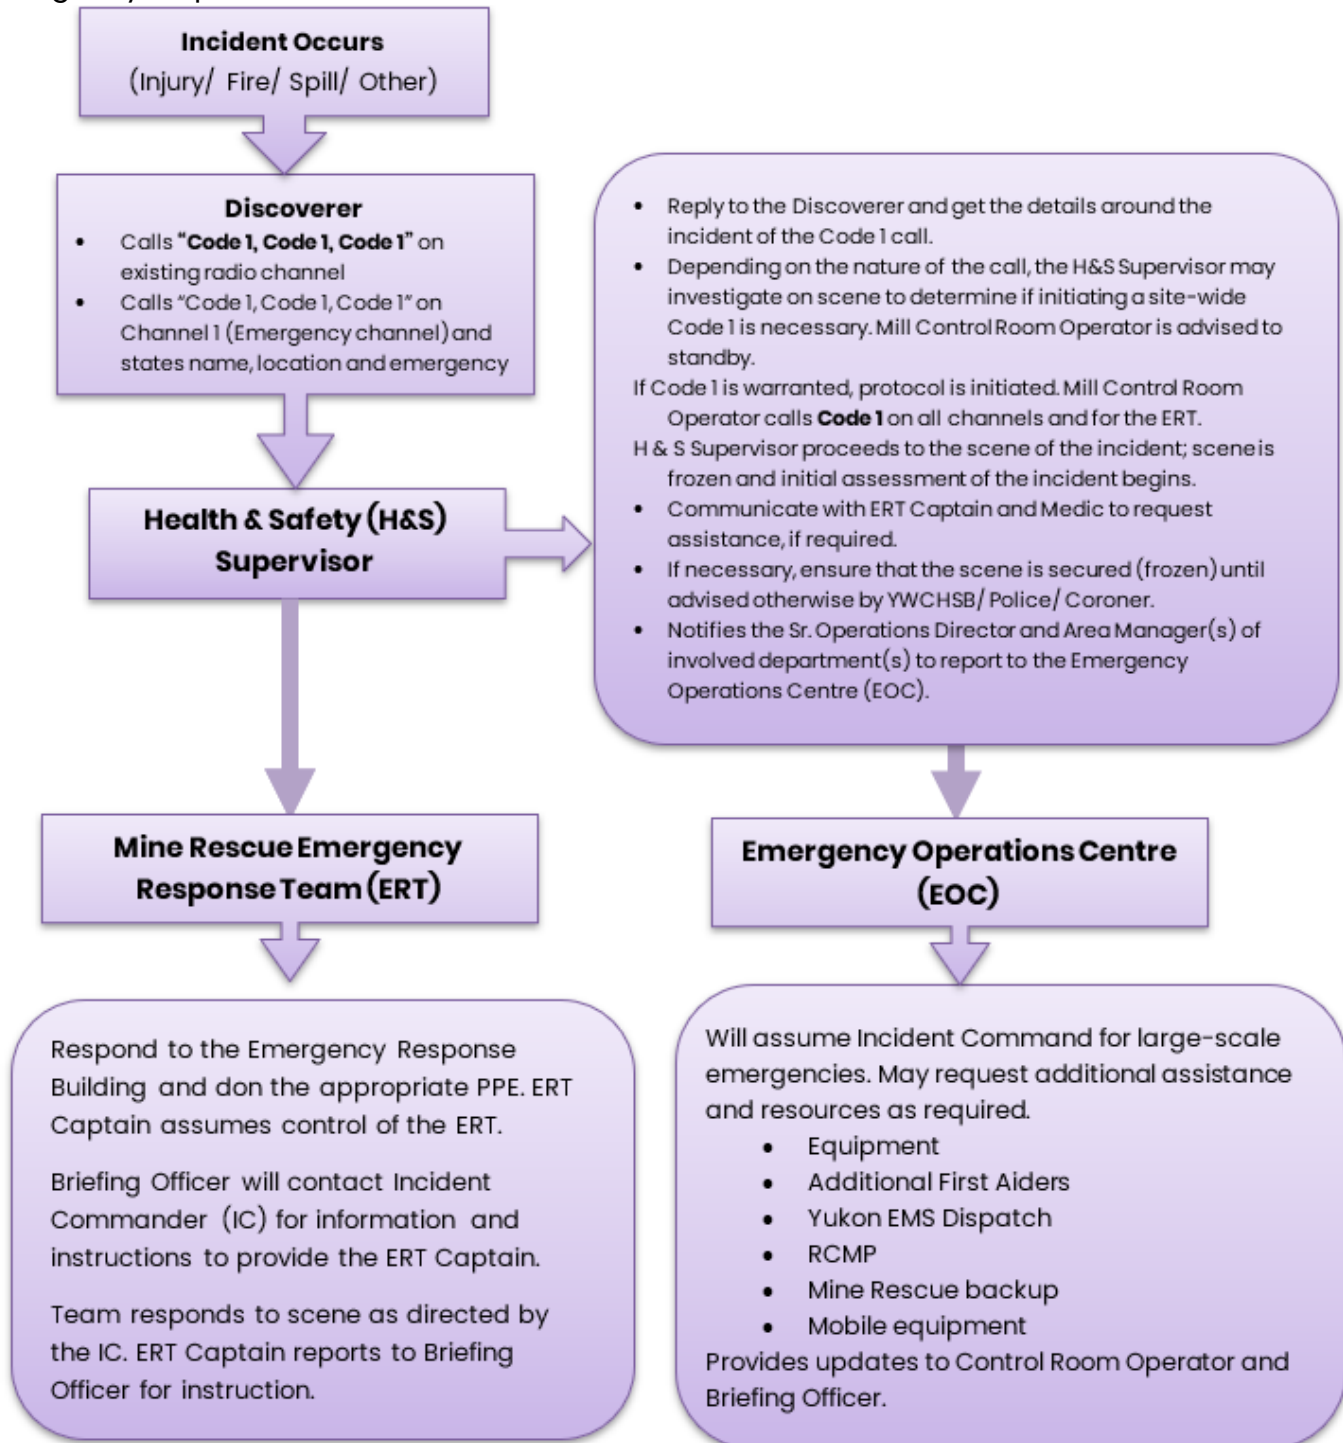 Incident Occurs
(Injury/ Fire/ Spill/ Other)
Discoverer
• Calls “Code 1, Code 1, Code 1” on
existing radio channel
• Calls “Code 1, Code 1, Code 1” on
Channel 1 (Emergency channel) and
states name, location and emergency
Health & Safety (H&S)
Supervisor
• Reply to the Discoverer and get the details around the
incident of the Code 1 call.
• Depending on the nature of the call, the H&S Supervisor may
investigate on scene to determine if initiating a site-wide
Code 1 is necessary. Mill Control Room Operator is advised to
standby.
If Code 1 is warranted, protocol is initiated. Mill Control Room
Operator calls Code 1 on all channels and for the ERT.
H & S Supervisor proceeds to the scene of the incident; scene is
frozen and initial assessment of the incident begins.
• Communicate with ERT Captain and Medic to request
assistance, if required.
• If necessary, ensure that the scene is secured (frozen) until
advised otherwise by YWCHSB/ Police/ Coroner.
• Notifies the Sr. Operations Director and Area Manager(s) of
involved department(s) to report to the Emergency
Operations Centre (EOC).
Mine Rescue Emergency
Response Team (ERT)
Respond to the Emergency Response
Building and don the appropriate PPE. ERT
Captain assumes control of the ERT.
Briefing Officer will contact Incident
Commander (IC) for information and
instructions to provide the ERT Captain.
Team responds to scene as directed by
the IC. ERT Captain reports to Briefing
Officer for instruction.
Emergency Operations Centre
(EOC)
Will assume Incident Command for large-scale
emergencies. May request additional assistance
and resources as required.
• Equipment
• Additional First Aiders
• Yukon EMS Dispatch
• RCMP
• Mine Rescue backup
• Mobile equipment
Provides updates to Control Room Operator and
Briefing Officer.